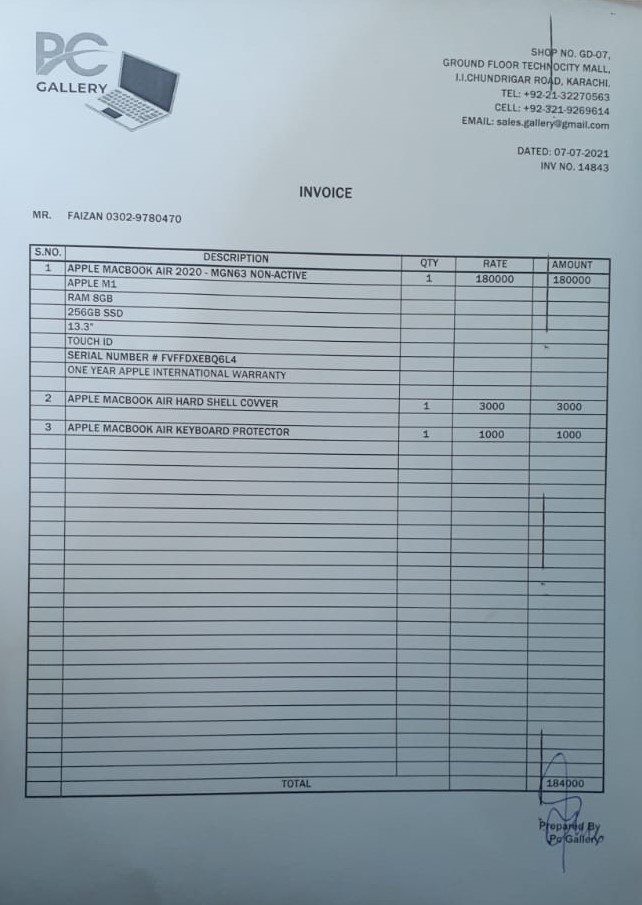 PC
GALLERY
SHOP NO. GD-07,
GROUND FLOOR TECHNOCITY MALL,
I.I.CHUNDRIGAR ROAD, KARACHI.
TEL: +92-21-32270563
CELL: +92-321-9269614
EMAIL: sales.gallery@gmail.com
DATED: 07-07-2021
INV NO. 14843
INVOICE
MR. FAIZAN 0302-9780470
S.NO. DESCRIPTION QTY RATE AMOUNT
1 APPLE MACBOOK AIR 2020 - MGN63 NON-ACTIVE 1 180000 180000
APPLE M1
RAM 8GB
256GB SSD
13.3"
TOUCH ID
SERIAL NUMBER # FVFFDXEBQ6L4
ONE YEAR APPLE INTERNATIONAL WARRANTY
2 APPLE MACBOOK AIR HARD SHELL COVVER 1 3000 3000
3 APPLE MACBOOK AIR KEYBOARD PROTECTOR 1 1000 1000
TOTAL 184000
Prepared By
Pc Gallery